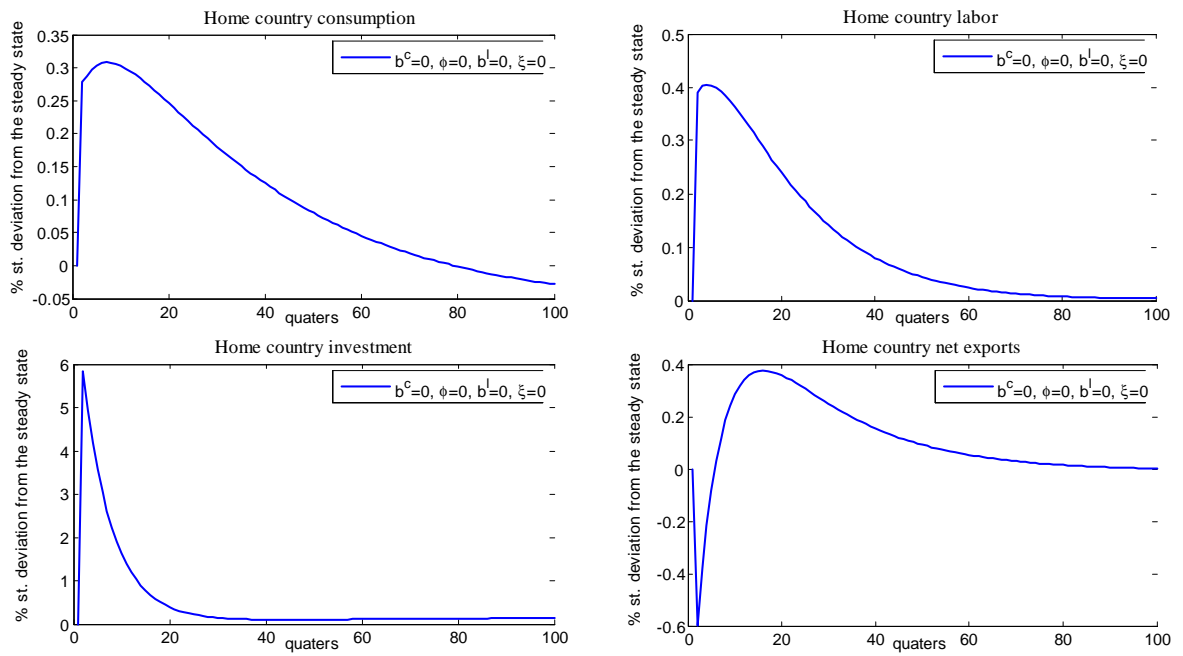 Home country consumption
% st. deviation from the steady state
0.35
0.3
0.25
0.2
0.15
0.1
0.05
0
-0.05
b^c=0, ϕ=0, b^l=0, ξ=0
0 20 40 60 80 100
quaters
Home country labor
% st. deviation from the steady state
0.5
0.4
0.3
0.2
0.1
0
b^c=0, ϕ=0, b^l=0, ξ=0
0 20 40 60 80 100
quaters
Home country investment
% st. deviation from the steady state
6
5
4
3
2
1
0
b^c=0, ϕ=0, b^l=0, ξ=0
0 20 40 60 80 100
quaters
Home country net exports
% st. deviation from the steady state
0.4
0.2
0
-0.2
-0.4
-0.6
b^c=0, ϕ=0, b^l=0, ξ=0
0 20 40 60 80 100
quaters